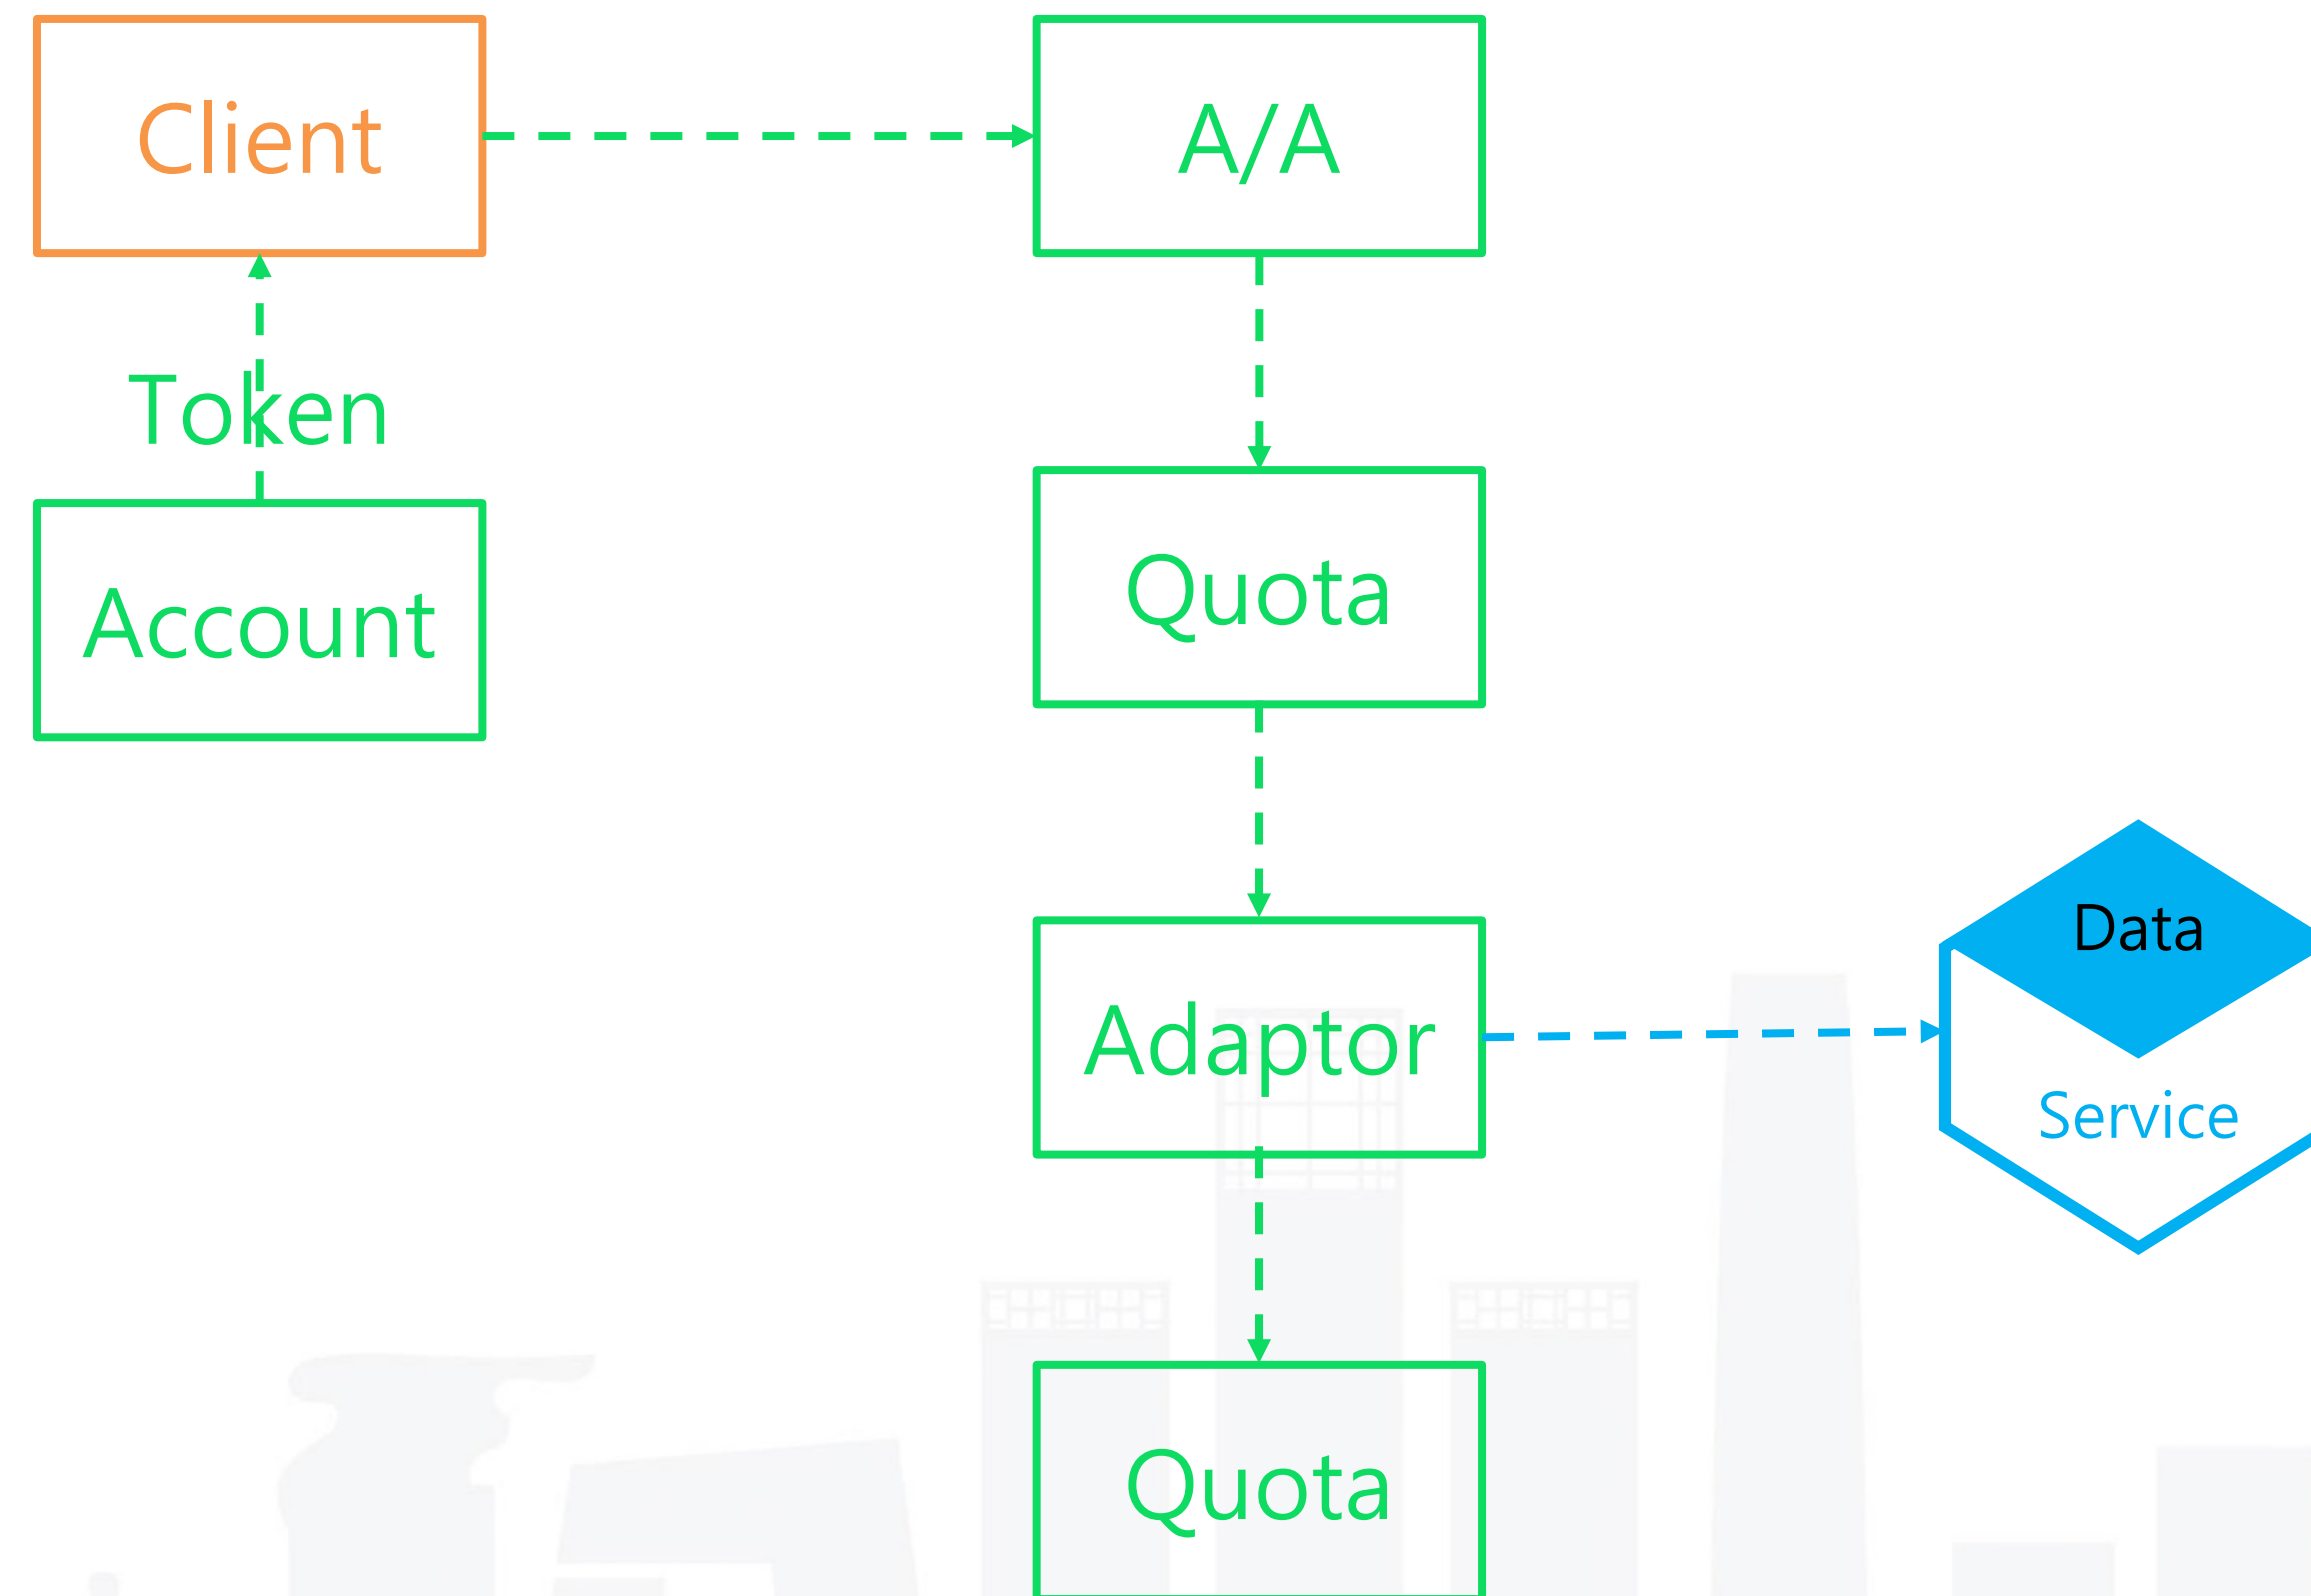 Client
A/A
Token
Quota
Account
Data
Adaptor
Service
Quota